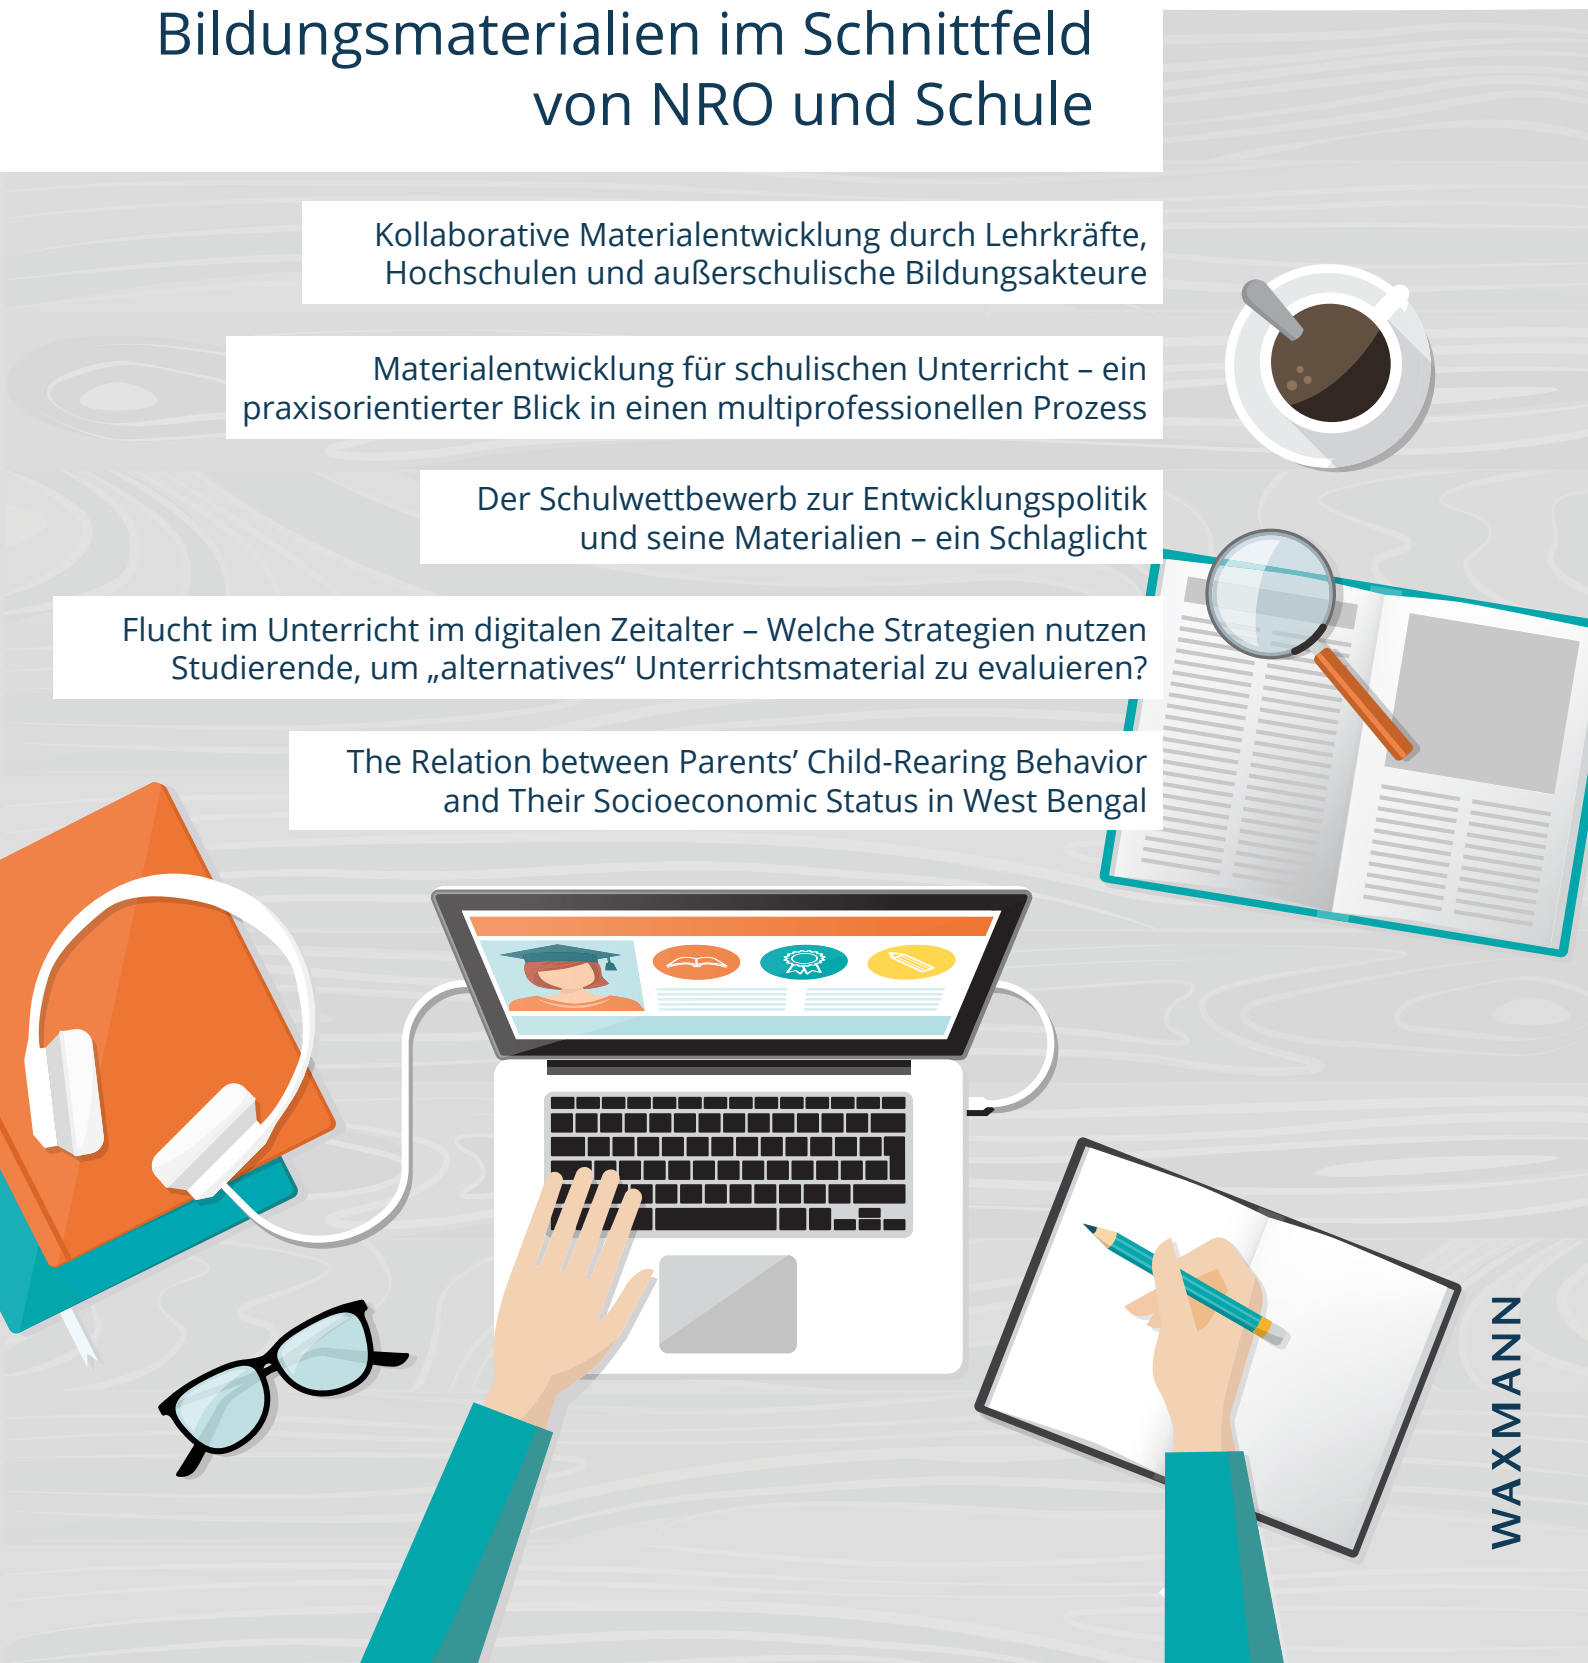 Bildungsmaterialien im Schnittfeld
von NRO und Schule
Kollaborative Materialentwicklung durch Lehrkräfte,
Hochschulen und außerschulische Bildungsakteure
Materialentwicklung für schulischen Unterricht – ein
praxisorientierter Blick in einen multiprofessionellen Prozess
Der Schulwettbewerb zur Entwicklungspolitik
und seine Materialien – ein Schlaglicht
Flucht im Unterricht im digitalen Zeitalter – Welche Strategien nutzen
Studierende, um „alternatives“ Unterrichtsmaterial zu evaluieren?
The Relation between Parents’ Child-Rearing Behavior
and Their Socioeconomic Status in West Bengal
WAXMANN